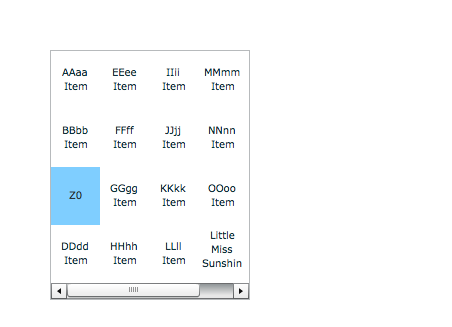 AAaa EEee IIii MMmm
Item Item Item Item
BBbb FFff JJjj NNnn
Item Item Item Item
Z0 GGgg KKkk OOoo
Item Item Item
DDdd HHhh LLll Little
Item Item Item Miss
Sunshin